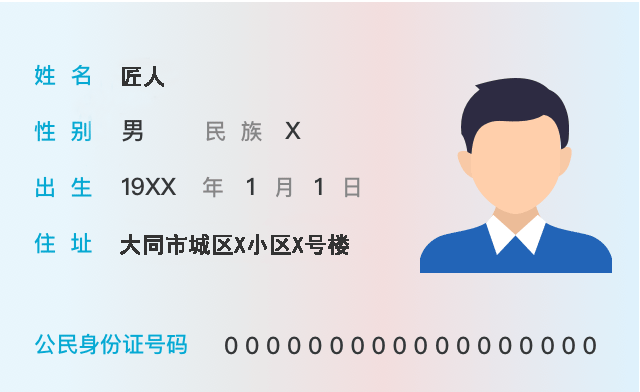 姓 名 匠人
性 别 男 民 族 X
出 生 19XX 年 1 月 1 日
住 址 大同市城区X小区X号楼
公民身份证号码 000000000000000000